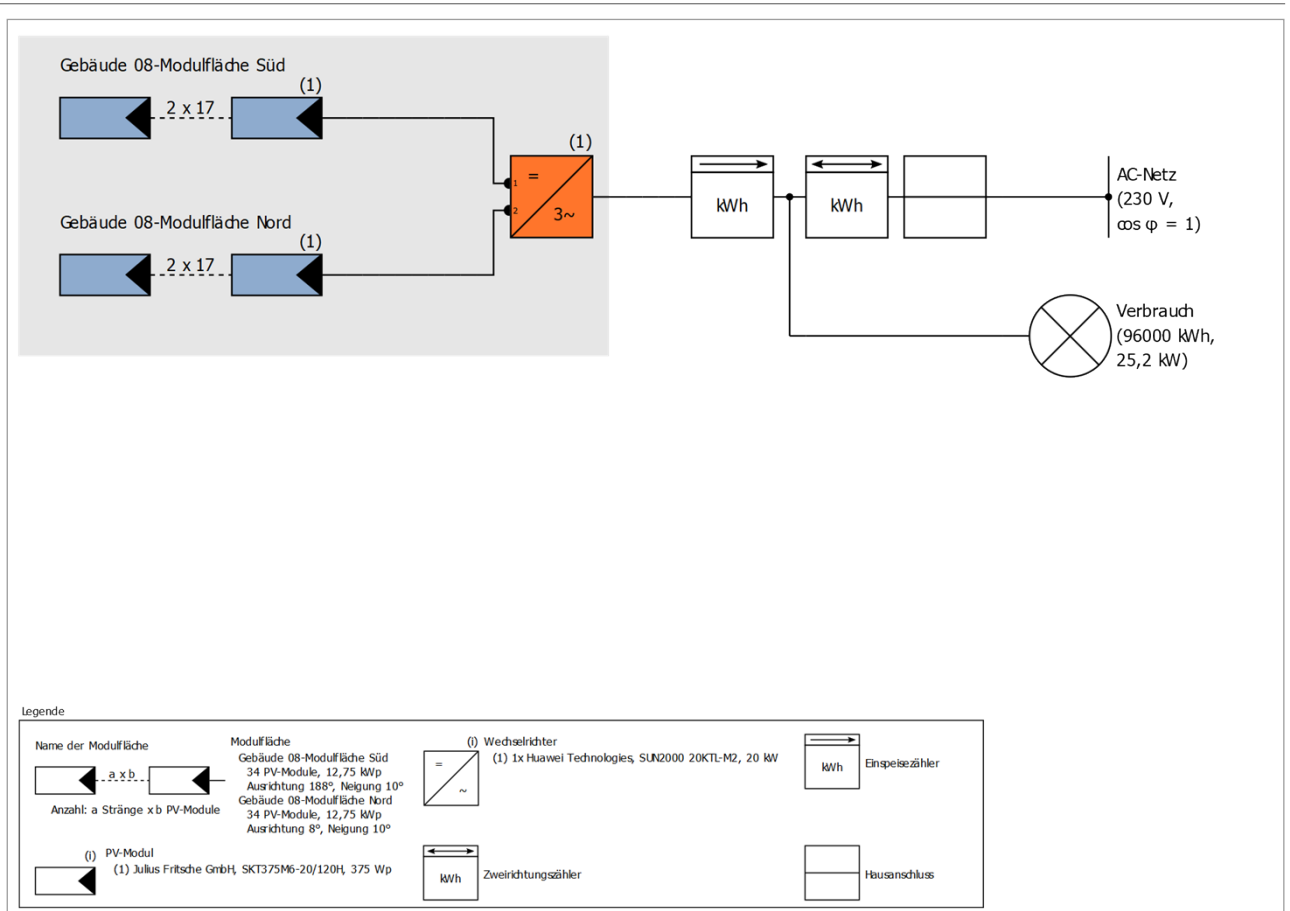 Gebäude 08-Modulfläche Süd
(1)
2 x 17
(1)
=
1
2
3~
Gebäude 08-Modulfläche Nord
(1)
2 x 17
kWh
kWh
AC-Netz
(230 V,
cos φ = 1)
Verbrauch
(96000 kWh,
25,2 kW)
Legende
Name der Modulfläche
a x b
Anzahl: a Stränge x b PV-Module
Modulfläche
Gebäude 08-Modulfläche Süd
34 PV-Module, 12,75 kWp
Ausrichtung 188°, Neigung 10°
Gebäude 08-Modulfläche Nord
34 PV-Module, 12,75 kWp
Ausrichtung 8°, Neigung 10°
(i) PV-Modul
(1) Julius Fritsche GmbH, SKT375M6-20/120H, 375 Wp
(i) Wechselrichter
=
~
(1) 1x Huawei Technologies, SUN2000 20KTL-M2, 20 kW
kWh
Zweirichtungszähler
kWh
Einspeisezähler
Hausanschluss